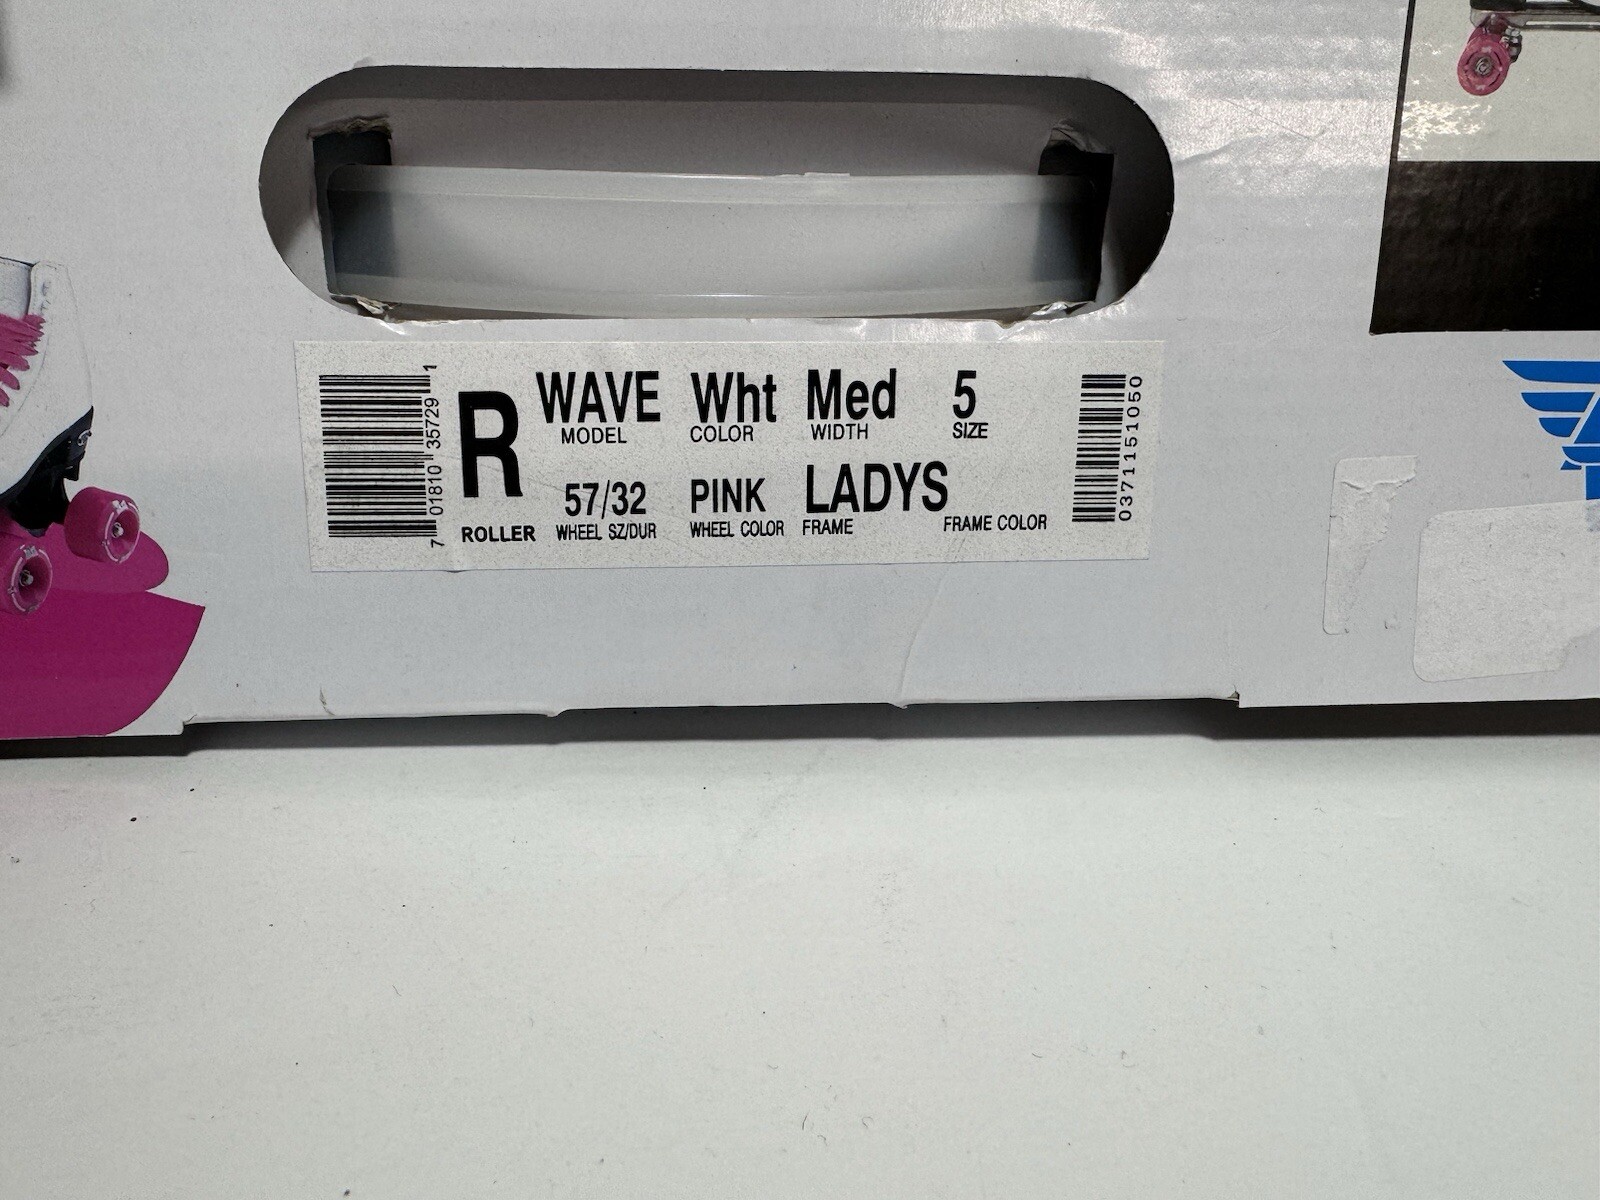 WAVE Wht Med 5
MODEL COLOR WIDTH SIZE
R
57/32 PINK LADYS
ROLLER WHEEL SZ/DUR WHEEL COLOR FRAME FRAME COLOR
7 01810 35729 1
0371151050